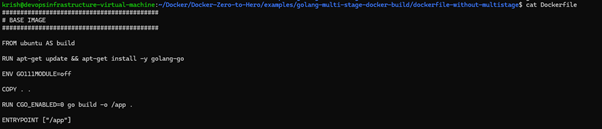 krish@devopsinfrastructure-virtual-machine:~/Docker/Docker-Zero-to-Hero/examples/golang-multi-stage-docker-build/dockerfile-without-multistage$ cat Dockerfile
###########################################
# BASE IMAGE
###########################################
FROM ubuntu AS build
RUN apt-get update && apt-get install -y golang-go
ENV GO111MODULE=off
COPY . .
RUN CGO_ENABLED=0 go build -o /app .
ENTRYPOINT ["/app"]